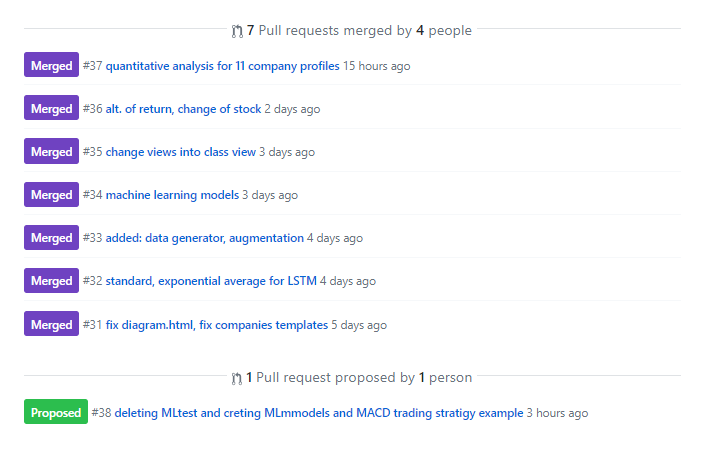 7 Pull requests merged by 4 people
Merged #37 quantitative analysis for 11 company profiles 15 hours ago
Merged #36 alt. of return, change of stock 2 days ago
Merged #35 change views into class view 3 days ago
Merged #34 machine learning models 3 days ago
Merged #33 added: data generator, augmentation 4 days ago
Merged #32 standard, exponential average for LSTM 4 days ago
Merged #31 fix diagram.html, fix companies templates 5 days ago
1 Pull request proposed by 1 person
Proposed #38 deleting MLtest and creting MLmmodels and MACD trading stratigy example 3 hours ago